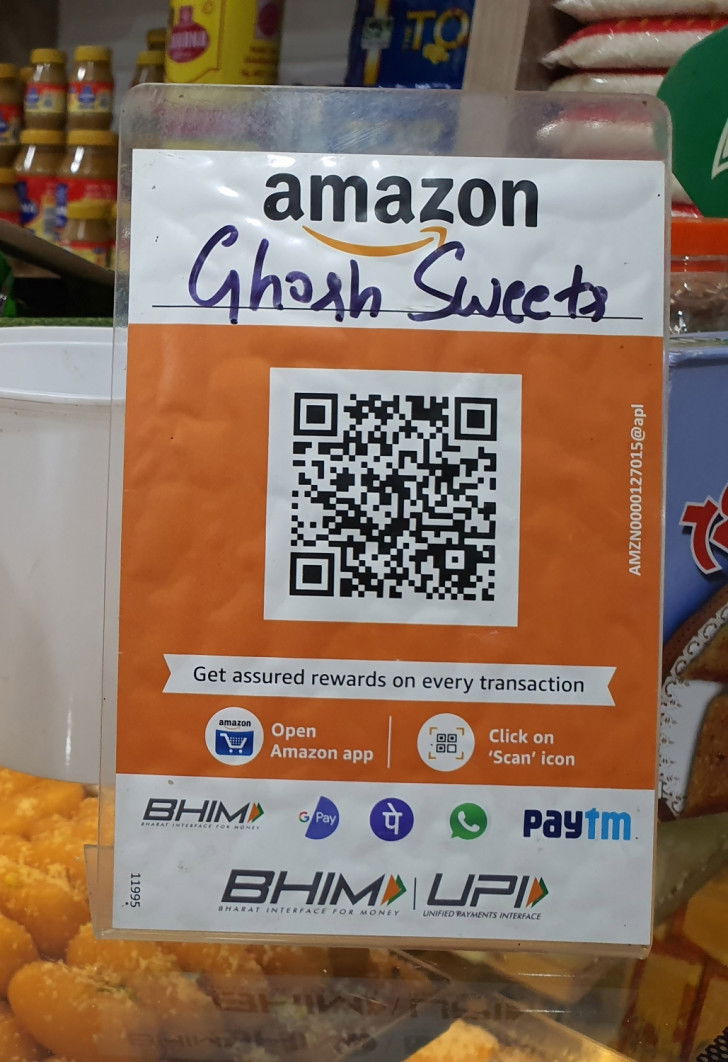 TO
amazon
Ghosh Sweets
AMZN0000127015@apl
Get assured rewards on every transaction
amazon
Open
Amazon app
Click on
‘Scan’ icon
BHIM
BHARAT INTERFACE FOR MONEY
G Pay
पे
paytm
11995
BHIM | UPI
BHARAT INTERFACE FOR MONEY
UNIFIED PAYMENTS INTERFACE